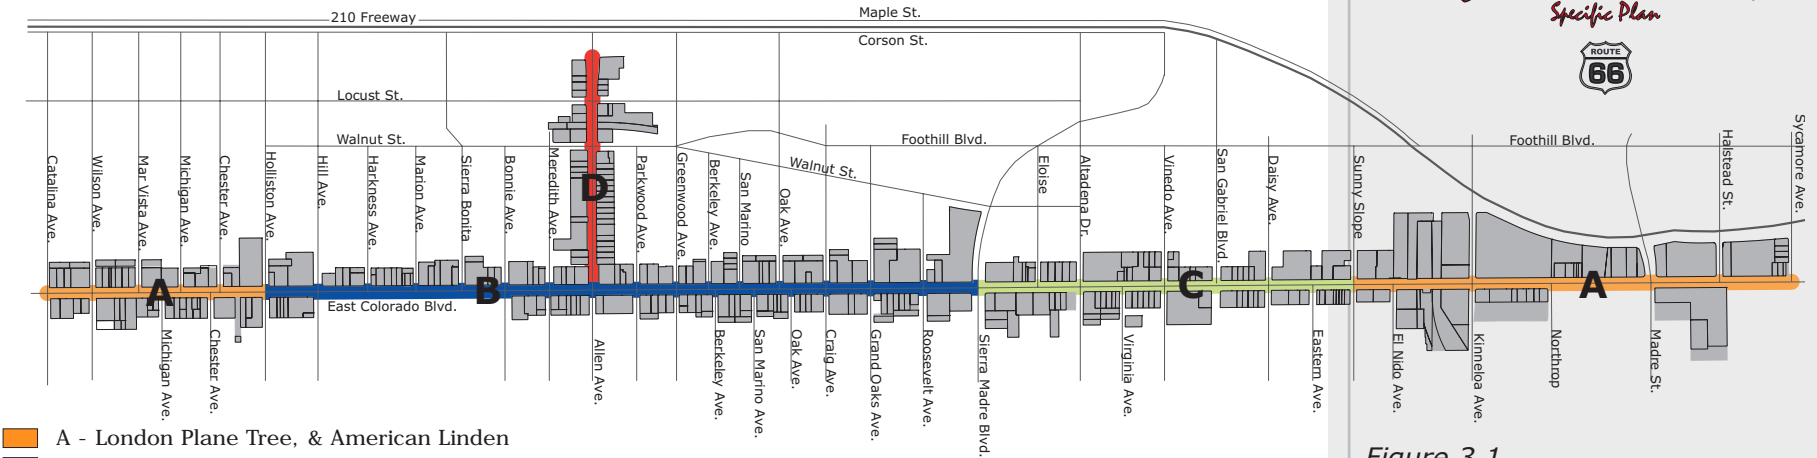 Specific Plan
ROUTE
66
210 Freeway
Maple St.
Corson St.
Locust St.
Walnut St.
Foothill Blvd.
Walnut St.
Foothill Blvd.
Catalina Ave.
Wilson Ave.
Mar Vista Ave.
Michigan Ave.
Chester Ave.
Holliston Ave.
Hill Ave.
Harkness Ave.
Marion Ave.
Sierra Bonita
Bonnie Ave.
Meredith Ave.
Parkwood Ave.
Greenwood Ave.
Berkeley Ave.
San Marino
Oak Ave.
Eloise
Altadena Dr.
Vinedo Ave.
San Gabriel Blvd.
Daisy Ave.
Sunny Slope
Halstead St.
Sycamore Ave.
D
A
B
C
A
East Colorado Blvd.
Michigan Ave.
Chester Ave.
Allen Ave.
Berkeley Ave.
San Marino Ave.
Oak Ave.
Craig Ave.
Grand Oaks Ave.
Roosevelt Ave.
Sierra Madre Blvd.
Virginia Ave.
Eastern Ave.
El Nido Ave.
Kinneloa Ave.
Northrop
Madre St.
A - London Plane Tree, & American Linden
Figure 3.1